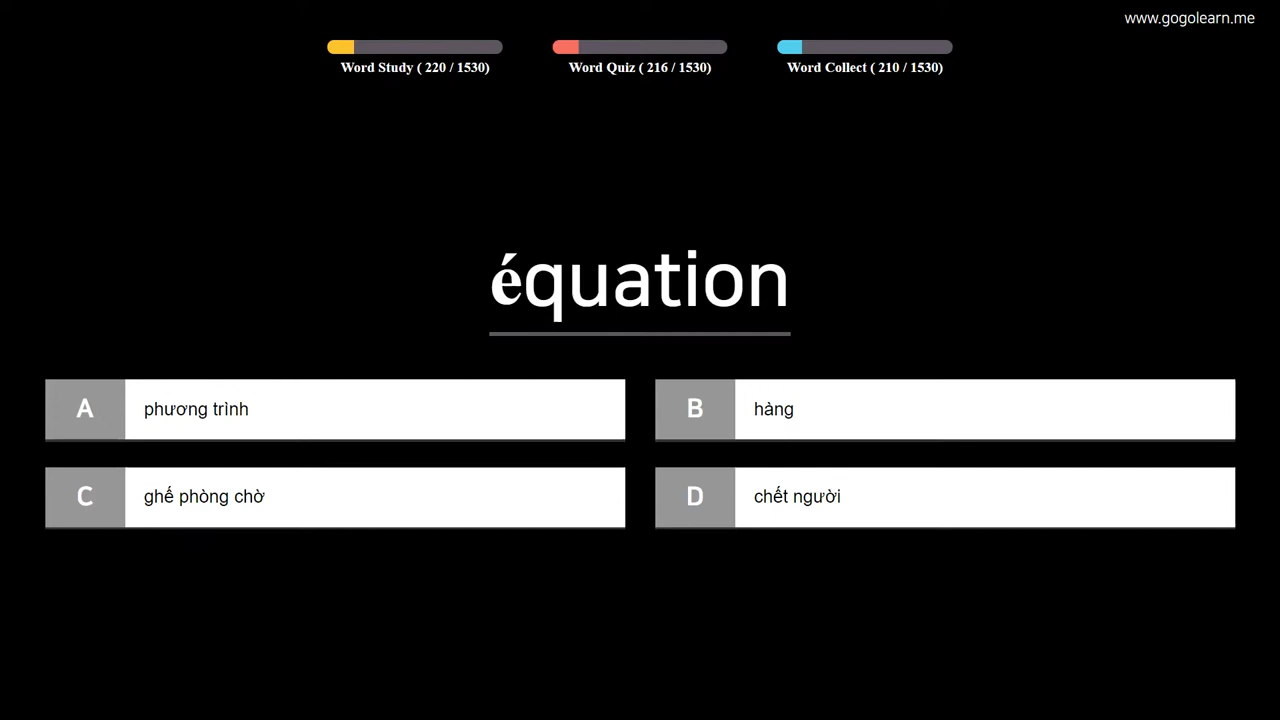 www.gogolearn.me
Word Study ( 220 / 1530)
Word Quiz ( 216 / 1530)
Word Collect ( 210 / 1530)
équation
A phương trình
B hàng
C ghế phòng chờ
D chết người